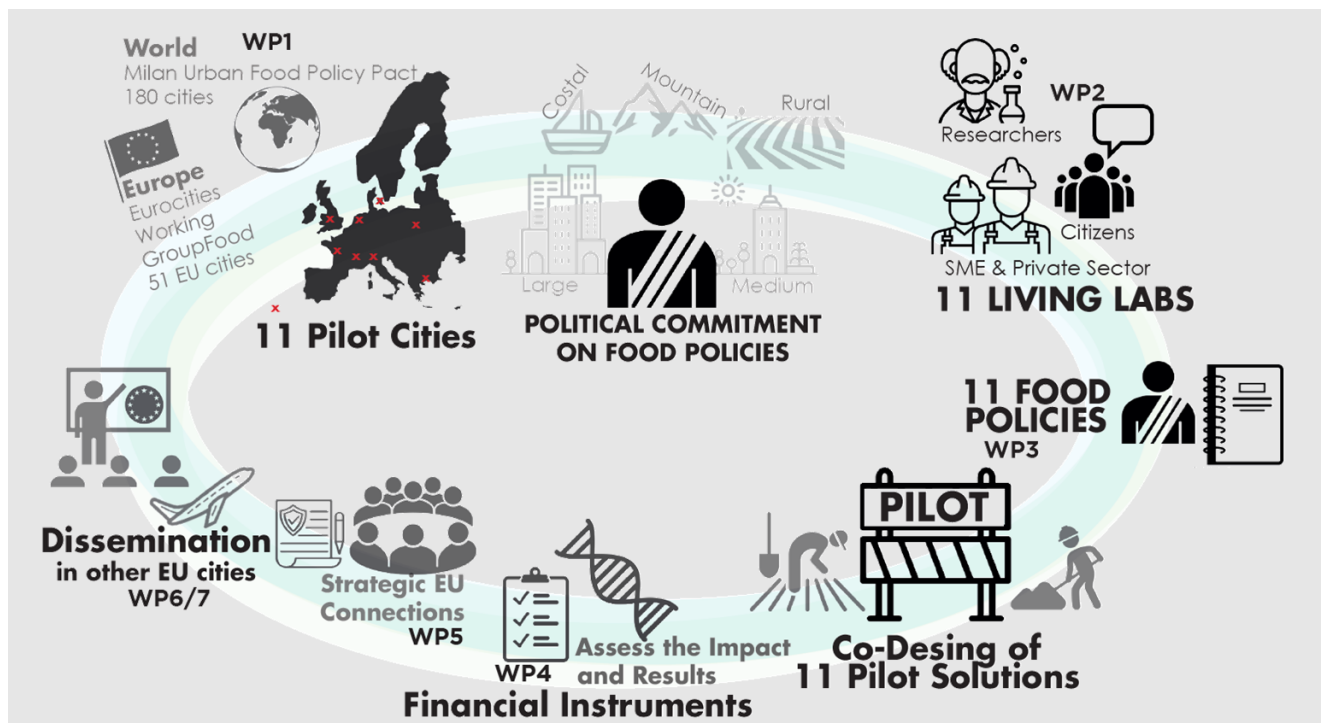 World
WP1
Milan Urban Food Policy Pact
180 cities
Europe
Eurocities
Working
GroupFood
51 EU cities
11 Pilot Cities
Costal
Mountain
Rural
Large
Medium
POLITICAL COMMITMENT
ON FOOD POLICIES
WP2
Researchers
Citizens
SME & Private Sector
11 LIVING LABS
11 FOOD
POLICIES
WP3
PILOT
Co-Desing of
11 Pilot Solutions
Assess the Impact
and Results
WP4
Financial Instruments
Strategic EU
Connections
WP5
Dissemination
in other EU cities
WP6/7